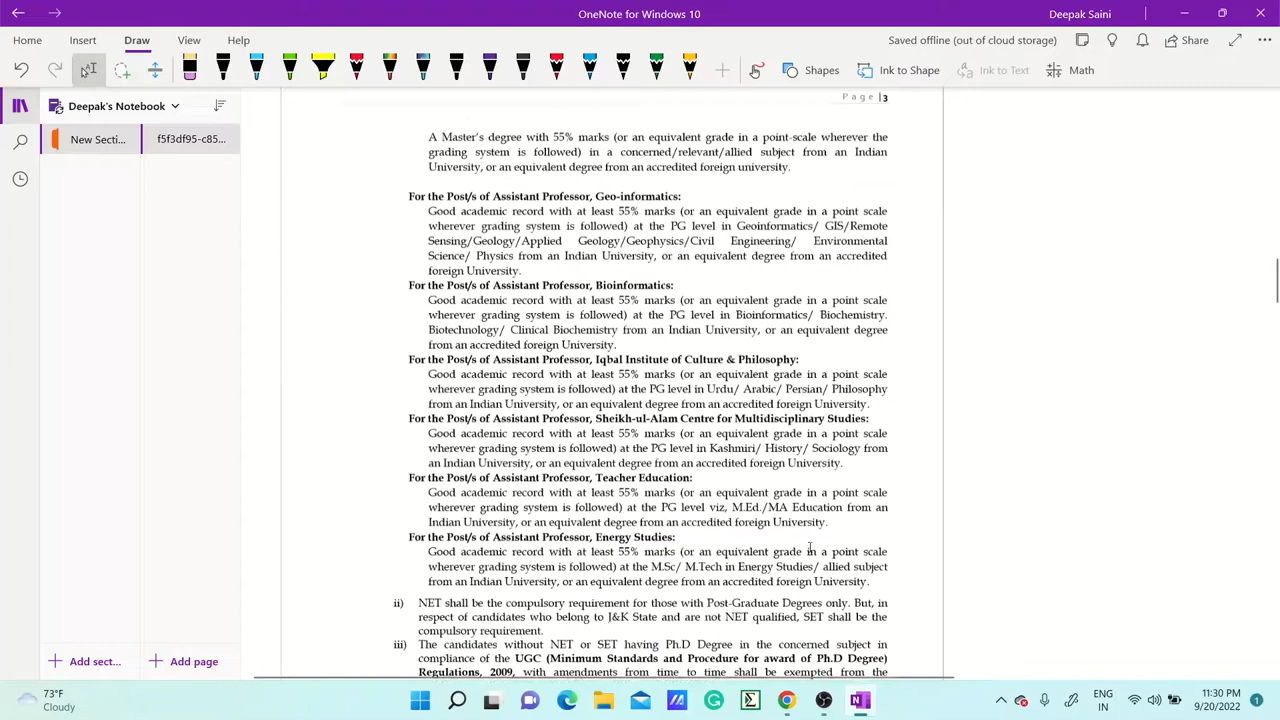 OneNote for Windows 10
Deepak Saini
Home
Insert
Draw
View
Help
Saved offline (out of cloud storage)
Share
Shapes
Ink to Shape
Ink to Text
Math
Deepak's Notebook
New Secti...
f5f3df95-c85...
Page |3
A Master's degree with 55% marks (or an equivalent grade in a point-scale wherever the
grading system is followed) in a concerned/relevant/allied subject from an Indian
University, or an equivalent degree from an accredited foreign university.
For the Post/s of Assistant Professor, Geo-informatics:
Good academic record with at least 55% marks (or an equivalent grade in a point scale
wherever grading system is followed) at the PG level in Geoinformatics/ GIS/Remote
Sensing/Geology/Applied Geology/Geophysics/Civil Engineering/ Environmental
Science/ Physics from an Indian University, or an equivalent degree from an accredited
foreign University.
For the Post/s of Assistant Professor, Bioinformatics:
Good academic record with at least 55% marks (or an equivalent grade in a point scale
wherever grading system is followed) at the PG level in Bioinformatics/ Biochemistry.
Biotechnology/ Clinical Biochemistry from an Indian University, or an equivalent degree
from an accredited foreign University.
For the Post/s of Assistant Professor, Iqbal Institute of Culture & Philosophy:
Good academic record with at least 55% marks (or an equivalent grade in a point scale
wherever grading system is followed) at the PG level in Urdu/ Arabic/ Persian/ Philosophy
from an Indian University, or an equivalent degree from an accredited foreign University.
For the Post/s of Assistant Professor, Sheikh-ul-Alam Centre for Multidisciplinary Studies:
Good academic record with at least 55% marks (or an equivalent grade in a point scale
wherever grading system is followed) at the PG level in Kashmiri/ History/ Sociology from
an Indian University, or an equivalent degree from an accredited foreign University.
For the Post/s of Assistant Professor, Teacher Education:
Good academic record with at least 55% marks (or an equivalent grade in a point scale
wherever grading system is followed) at the PG level viz, M.Ed./MA Education from an
Indian University, or an equivalent degree from an accredited foreign University.
For the Post/s of Assistant Professor, Energy Studies:
Good academic record with at least 55% marks (or an equivalent grade in a point scale
wherever grading system is followed) at the M.Sc/ M.Tech in Energy Studies/ allied subject
from an Indian University, or an equivalent degree from an accredited foreign University.
ii) NET shall be the compulsory requirement for those with Post-Graduate Degrees only. But, in
respect of candidates who belong to J&K State and are not NET qualified, SET shall be the
compulsory requirement.
iii) The candidates without NET or SET having Ph.D Degree in the concerned subject in
compliance of the UGC (Minimum Standards and Procedure for award of Ph.D Degree)
Regulations, 2009, with amendments from time to time shall be exempted from the
Add sect...
Add page
73°F
Cloudy
ENG
IN
11:30 PM
9/20/2022
1